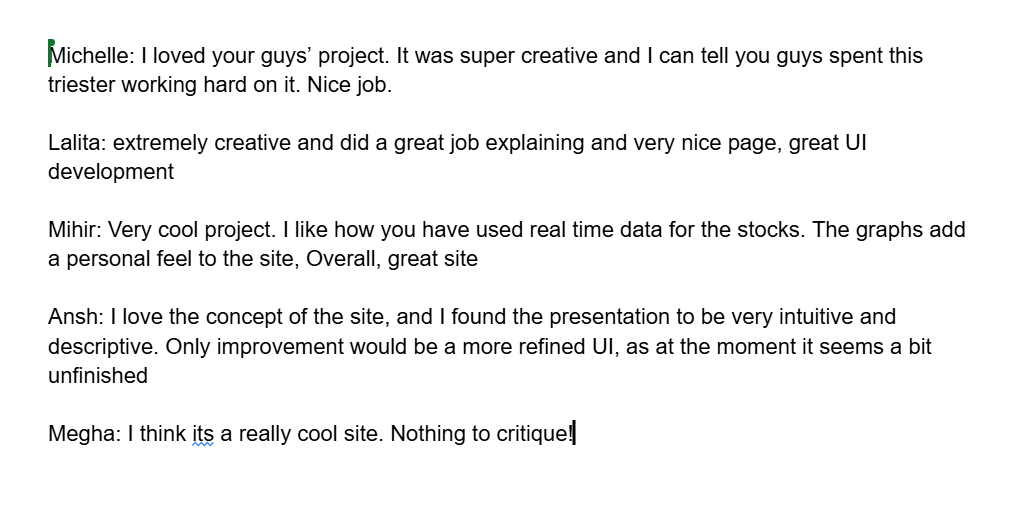 Michelle: I loved your guys’ project. It was super creative and I can tell you guys spent this
triester working hard on it. Nice job.
Lalita: extremely creative and did a great job explaining and very nice page, great UI
development
Mihir: Very cool project. I like how you have used real time data for the stocks. The graphs add
a personal feel to the site, Overall, great site
Ansh: I love the concept of the site, and I found the presentation to be very intuitive and
descriptive. Only improvement would be a more refined UI, as at the moment it seems a bit
unfinished
Megha: I think its a really cool site. Nothing to critique!